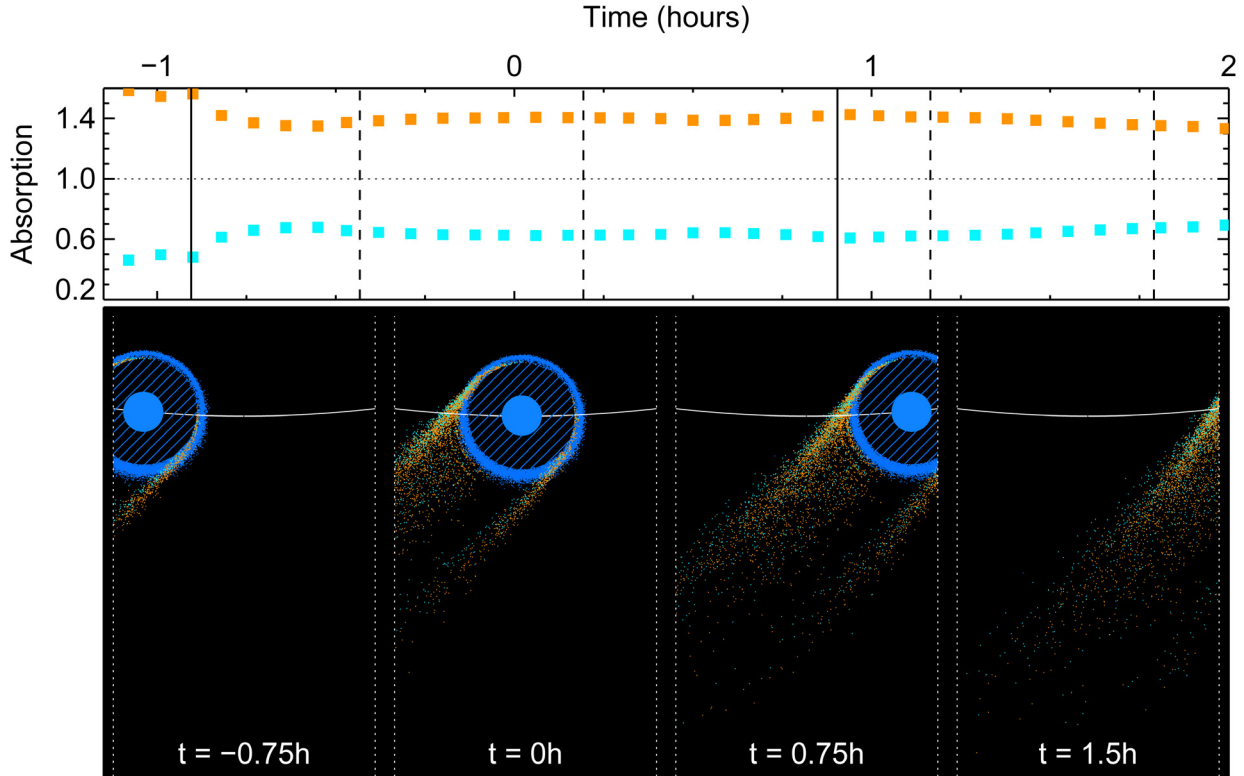 Time (hours)
−1 0 1 2
Absorption
1.4
1.0
0.6
0.2
t = −0.75h t = 0h t = 0.75h t = 1.5h